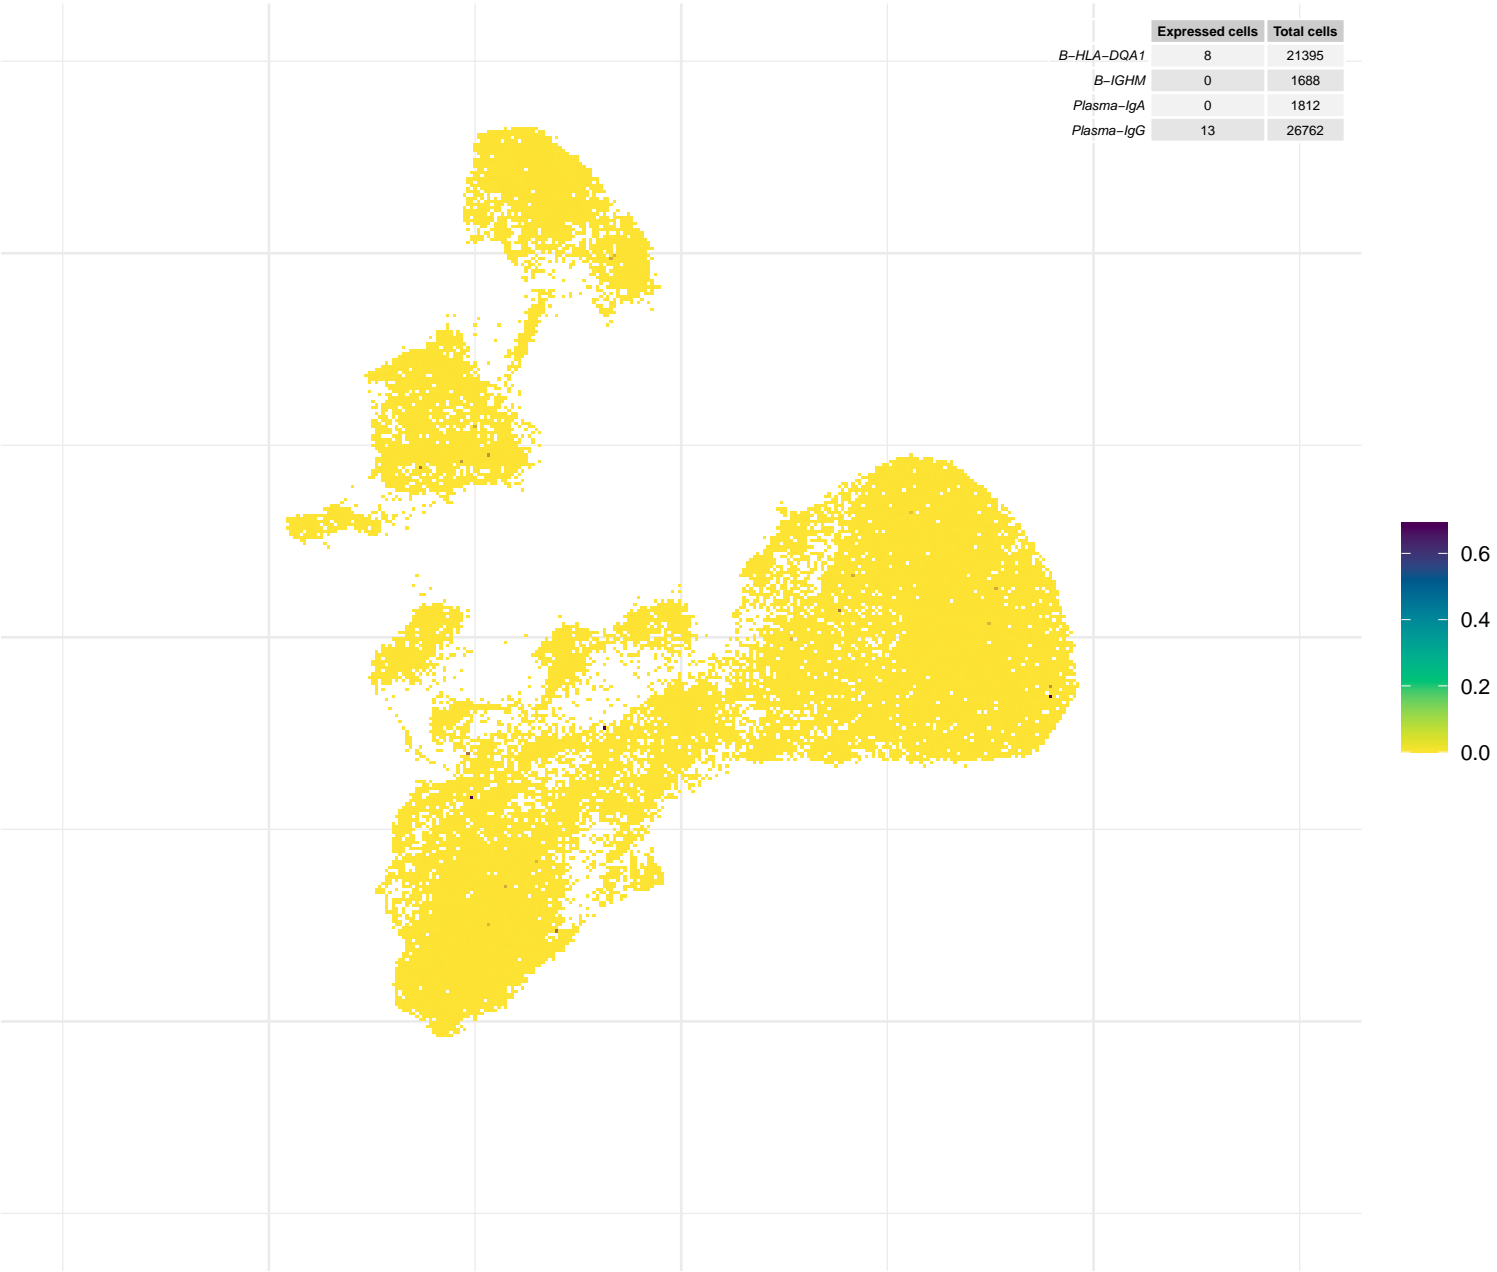 Expressed cells Total cells
B−HLA−DQA1 8 21395
B−IGHM 0 1688
Plasma−IgA 0 1812
Plasma−IgG 13 26762
0.6
0.4
0.2
0.0